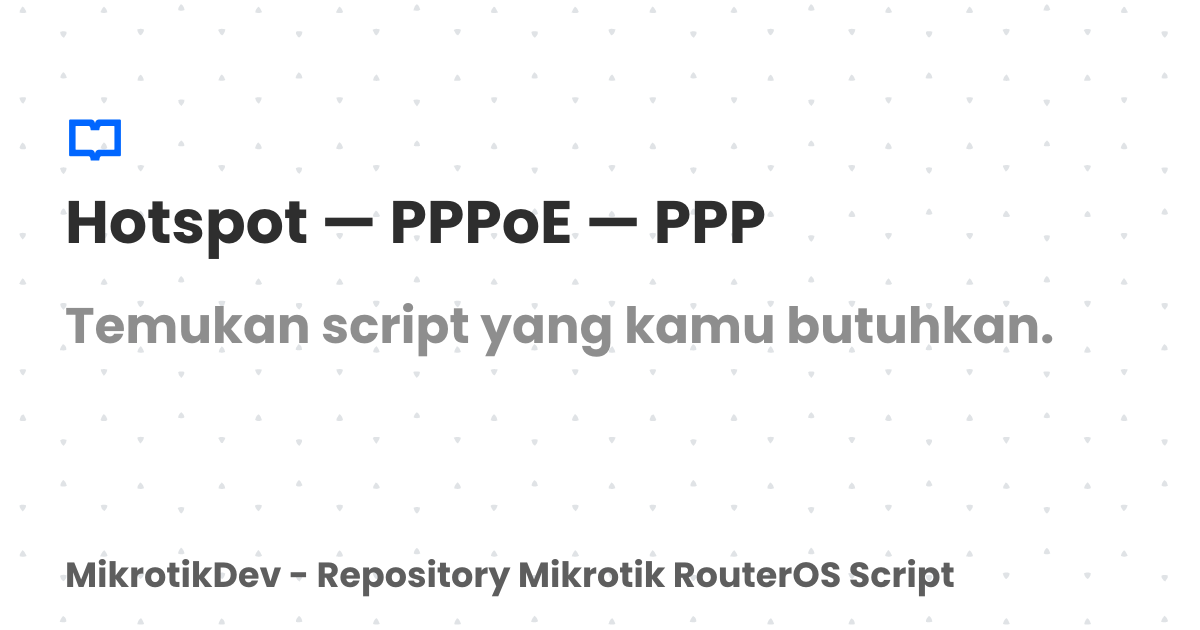 Hotspot — PPPoE — PPP
Temukan script yang kamu butuhkan.
MikrotikDev - Repository Mikrotik RouterOS Script